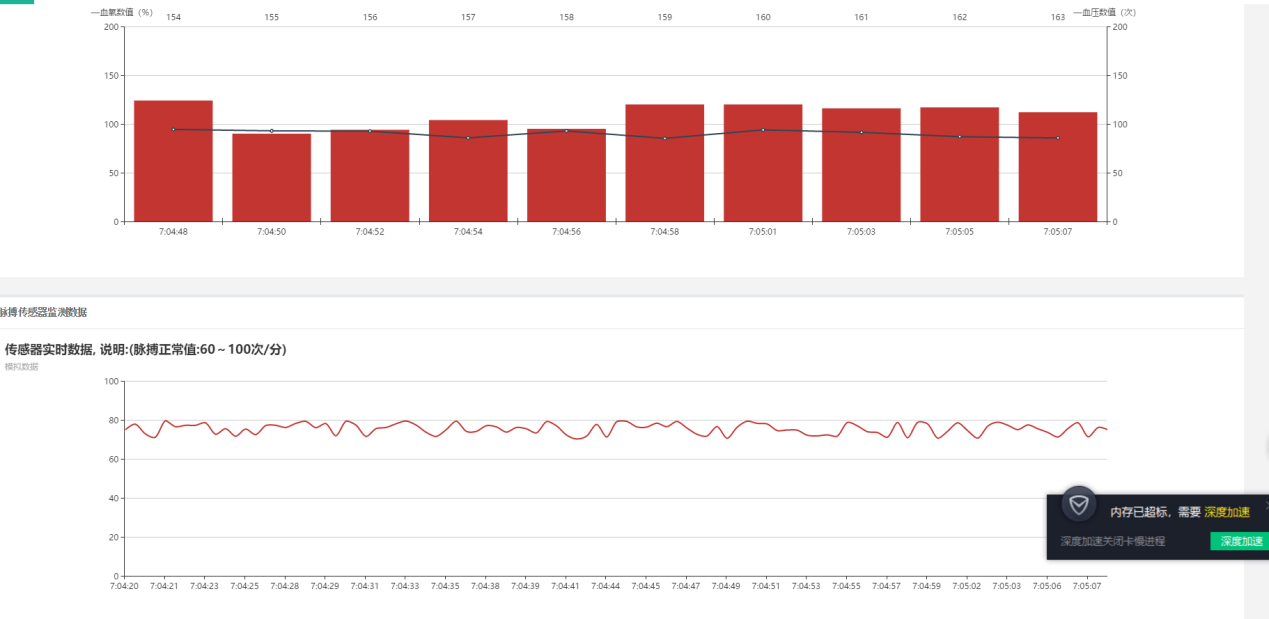 一血氧数值（%） 154 155 156 157 158 159 160 161 162 163 一血压数值（次）
200 200
150 150
100 100
50 50
0 0
7:04:48 7:04:50 7:04:52 7:04:54 7:04:56 7:04:58 7:05:01 7:05:03 7:05:05 7:05:07
脉搏传感器监测数据
传感器实时数据, 说明:(脉搏正常值:60～100次/分)
模拟数据
100
80
60
40
20
0
7:04:20 7:04:21 7:04:23 7:04:25 7:04:28 7:04:29 7:04:31 7:04:33 7:04:35 7:04:38 7:04:39 7:04:41 7:04:44 7:04:45 7:04:47 7:04:49 7:04:51 7:04:53 7:04:55 7:04:57 7:04:59 7:05:02 7:05:03 7:05:06 7:05:07
内存已超标，需要 深度加速
深度加速关闭卡慢进程 深度加速